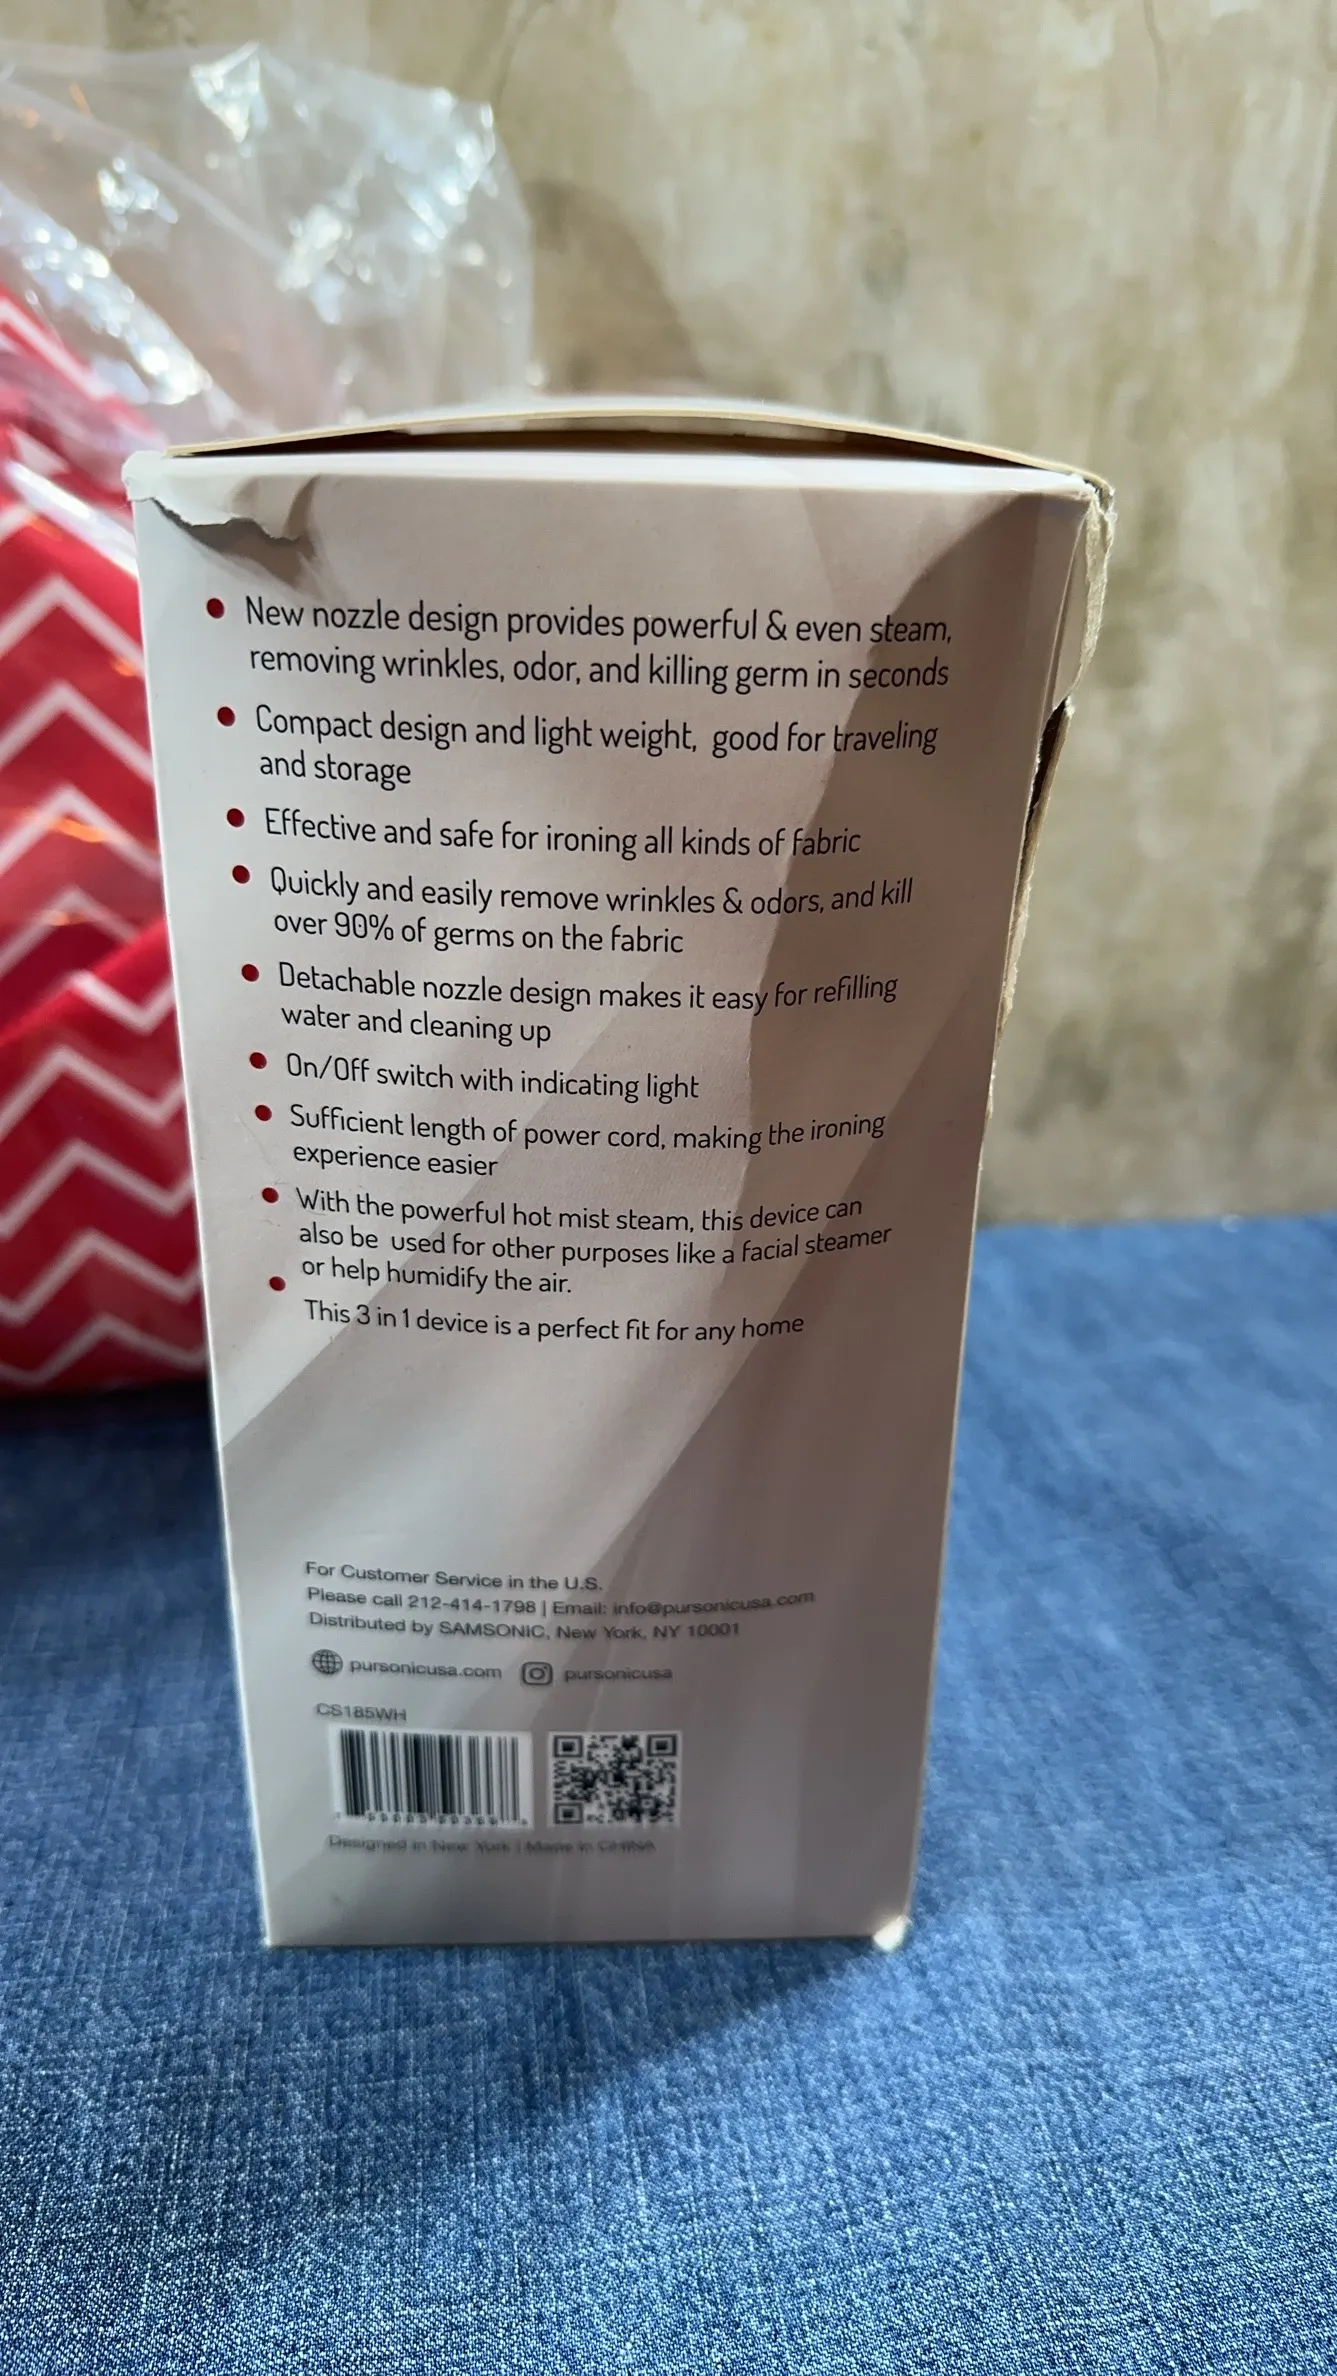 • New nozzle design provides powerful & even steam,
removing wrinkles, odor, and killing germ in seconds
• Compact design and light weight, good for traveling
and storage
• Effective and safe for ironing all kinds of fabric
• Quickly and easily remove wrinkles & odors, and kill
over 90% of germs on the fabric
• Detachable nozzle design makes it easy for refilling
water and cleaning up
• On/Off switch with indicating light
• Sufficient length of power cord, making the ironing
experience easier
• With the powerful hot mist steam, this device can
also be used for other purposes like a facial steamer
or help humidify the air.
• This 3 in 1 device is a perfect fit for any home
For Customer Service in the U.S.
Please call 212-414-1798 | Email: info@pursonicusa.com
Distributed by SAMSONIC, New York, NY 10001
pursonicusa.com pursonicusa
CS185WH
Designed in New York | Made in CHINA